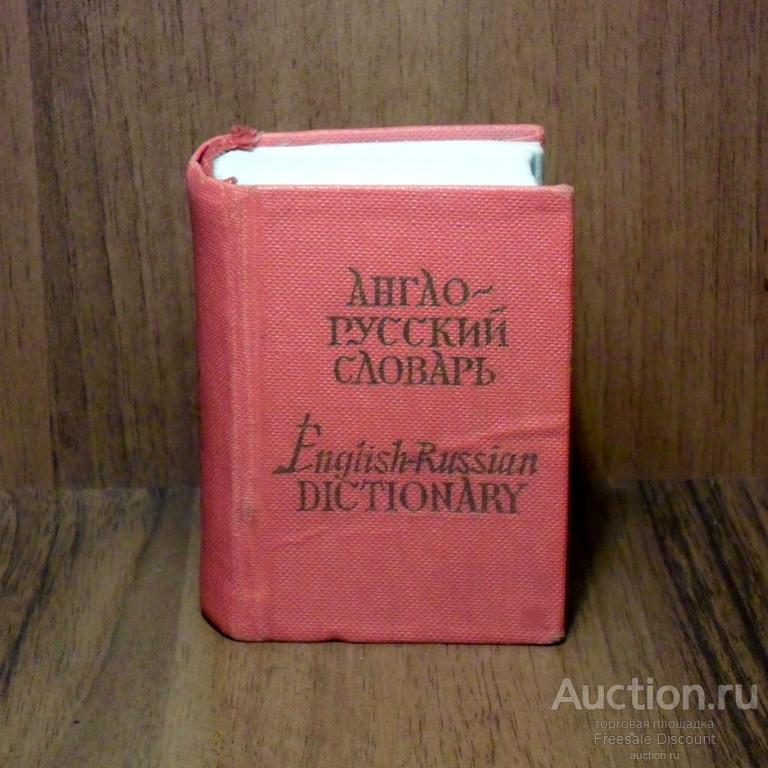 АНГЛО-
РУССКИЙ
СЛОВАРЬ
English-Russian
DICTIONARY
Auction.ru
торговая площадка
Freesale Discount
auction.ru